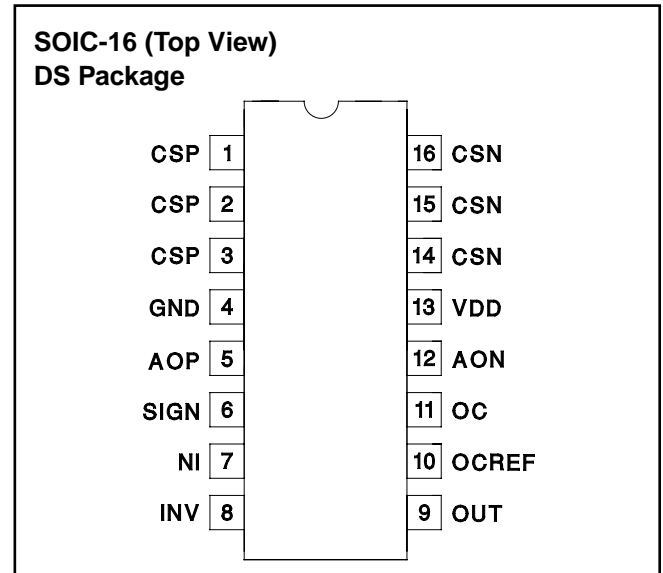 SOIC-16 (Top View)
DS Package
CSP 1 16 CSN
CSP 2 15 CSN
CSP 3 14 CSN
GND 4 13 VDD
AOP 5 12 AON
SIGN 6 11 OC
NI 7 10 OCREF
INV 8 9 OUT